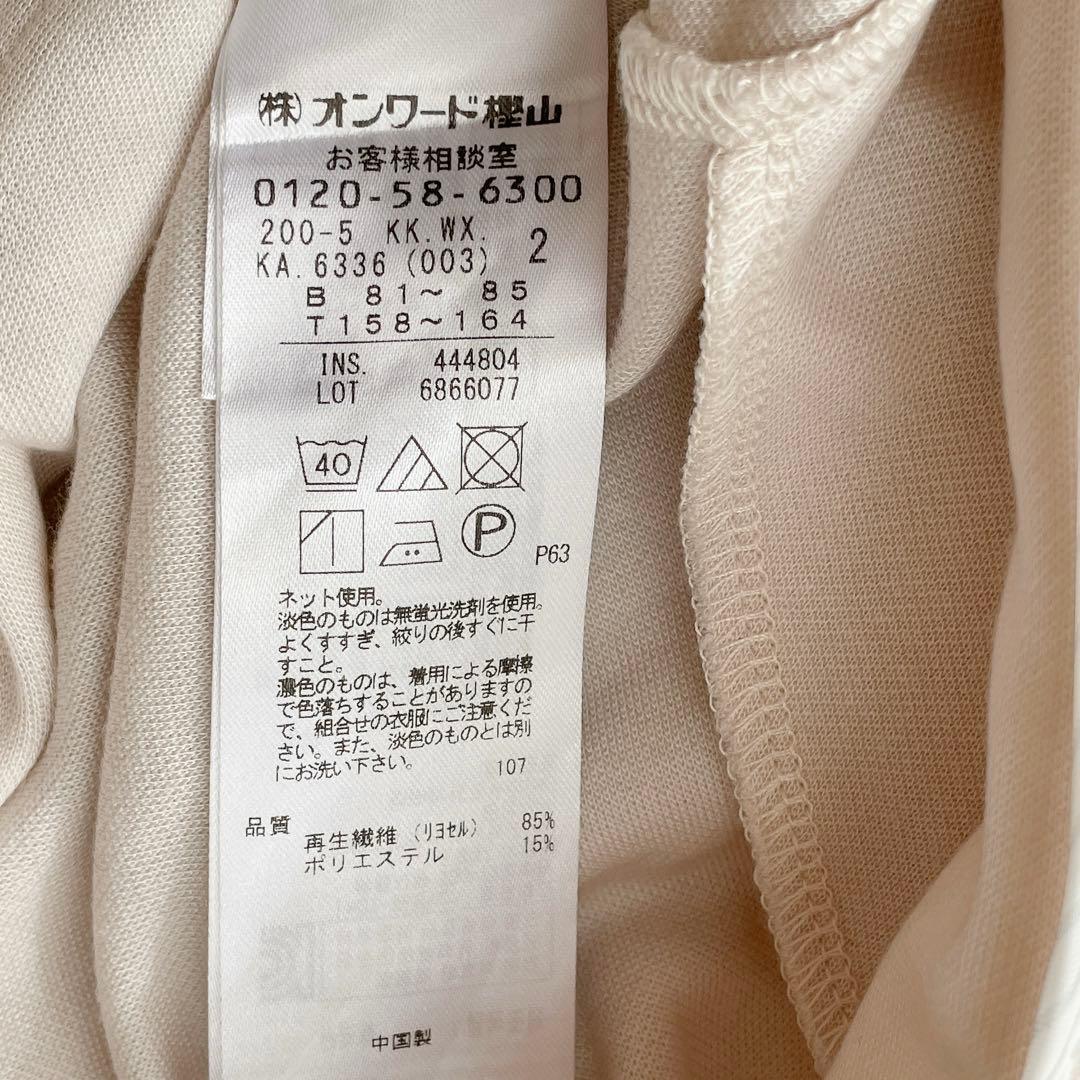 (株)オンワード樫山
お客様相談室
0120-58-6300
200-5 KK.WX. 2
KA.6336 (003)
B 81〜 85
T158〜164
INS. 444804
LOT 6866077
40
P P63
ネット使用。
淡色のものは無蛍光洗剤を使用。
よくすすぎ、絞りの後すぐに干
すこと。
濃色のものは、着用による摩擦
で色落ちすることがありますの
で、組合せの衣服にご注意くだ
さい。また、淡色のものとは別
にお洗い下さい。 107
品質 再生繊維 (リヨセル) 85%
ポリエステル 15%
中国製